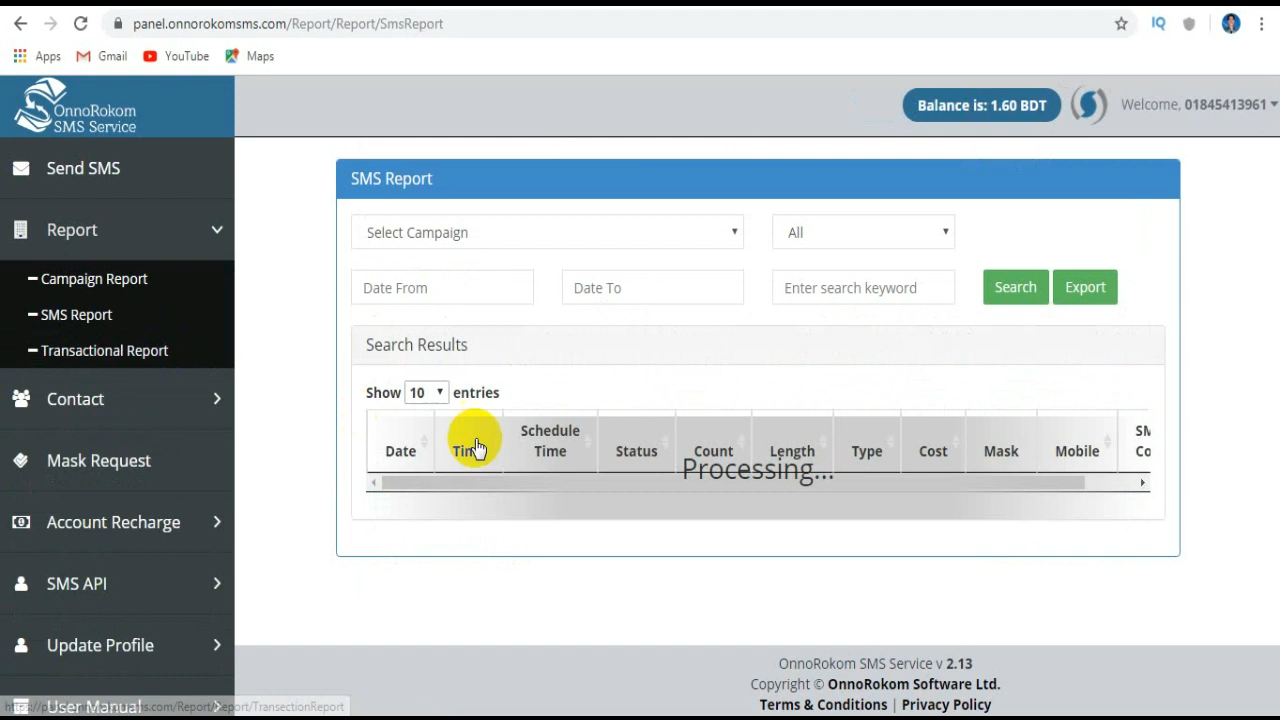 panel.onnorokomsms.com/Report/Report/SmsReport
IQ
Apps Gmail YouTube Maps
OnnoRokom
SMS Service
Balance is: 1.60 BDT
Welcome, 01845413961
Send SMS
Report
Campaign Report
SMS Report
Transactional Report
Contact
Mask Request
Account Recharge
SMS API
Update Profile
User Manual
SMS Report
Select Campaign All
Date From Date To Enter search keyword Search Export
Search Results
Show 10 entries
Date Schedule Time Status Count Length Type Cost Mask Mobile
Processing...
OnnoRokom SMS Service v 2.13
Copyright © OnnoRokom Software Ltd.
Terms & Conditions | Privacy Policy